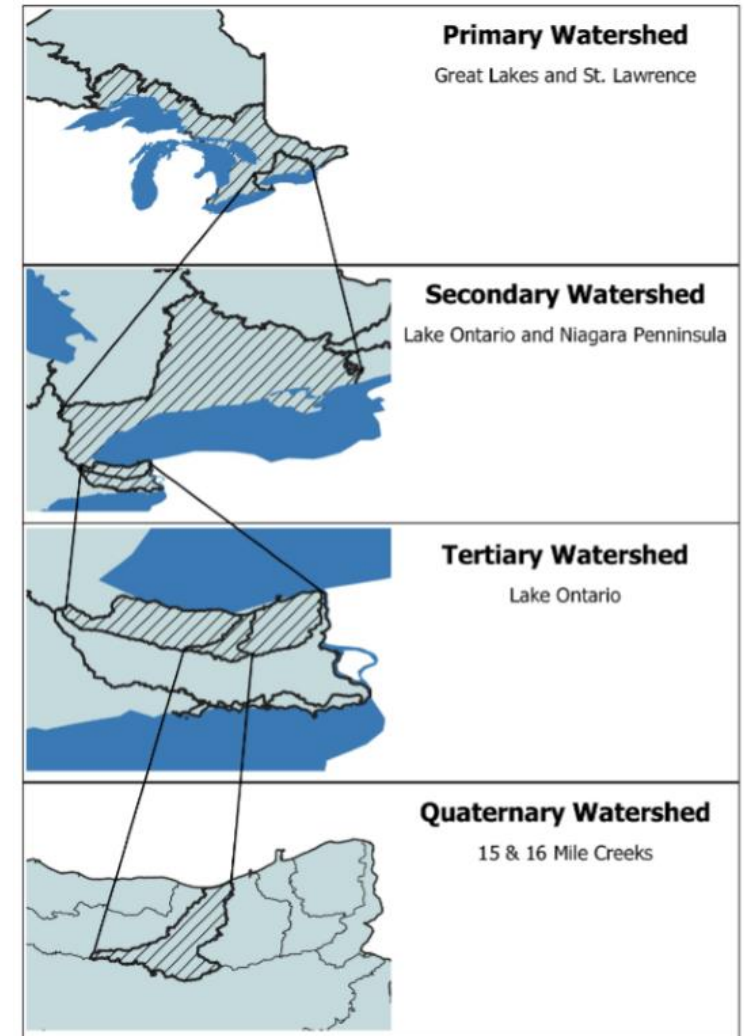 Primary Watershed
Great Lakes and St. Lawrence
Secondary Watershed
Lake Ontario and Niagara Penninsula
Tertiary Watershed
Lake Ontario
Quaternary Watershed
15 & 16 Mile Creeks